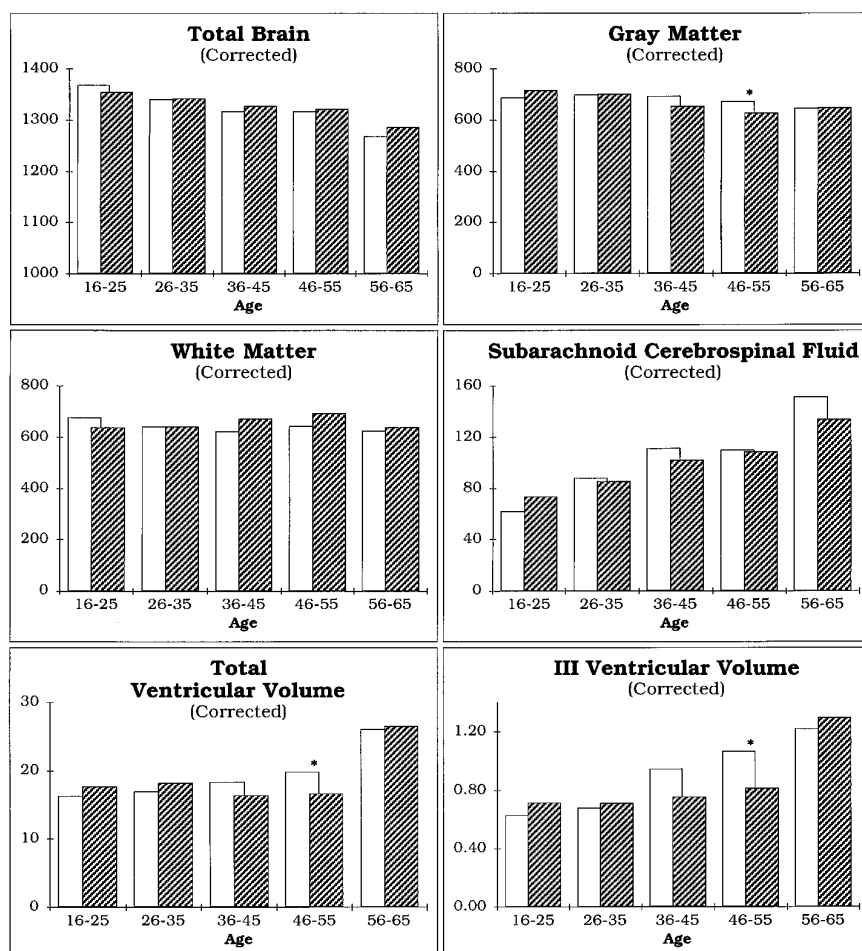 Total Brain
(Corrected)
1400
1300
1200
1100
1000
16-25 26-35 36-45 46-55 56-65
Age
Gray Matter
(Corrected)
800
600
400
200
0
*
16-25 26-35 36-45 46-55 56-65
Age
White Matter
(Corrected)
800
600
400
200
0
16-25 26-35 36-45 46-55 56-65
Age
Subarachnoid Cerebrospinal Fluid
(Corrected)
160
120
80
40
0
16-25 26-35 36-45 46-55 56-65
Age
Total
Ventricular Volume
(Corrected)
30
20
10
0
*
16-25 26-35 36-45 46-55 56-65
Age
III Ventricular Volume
(Corrected)
1.20
0.80
0.40
0.00
*
16-25 26-35 36-45 46-55 56-65
Age